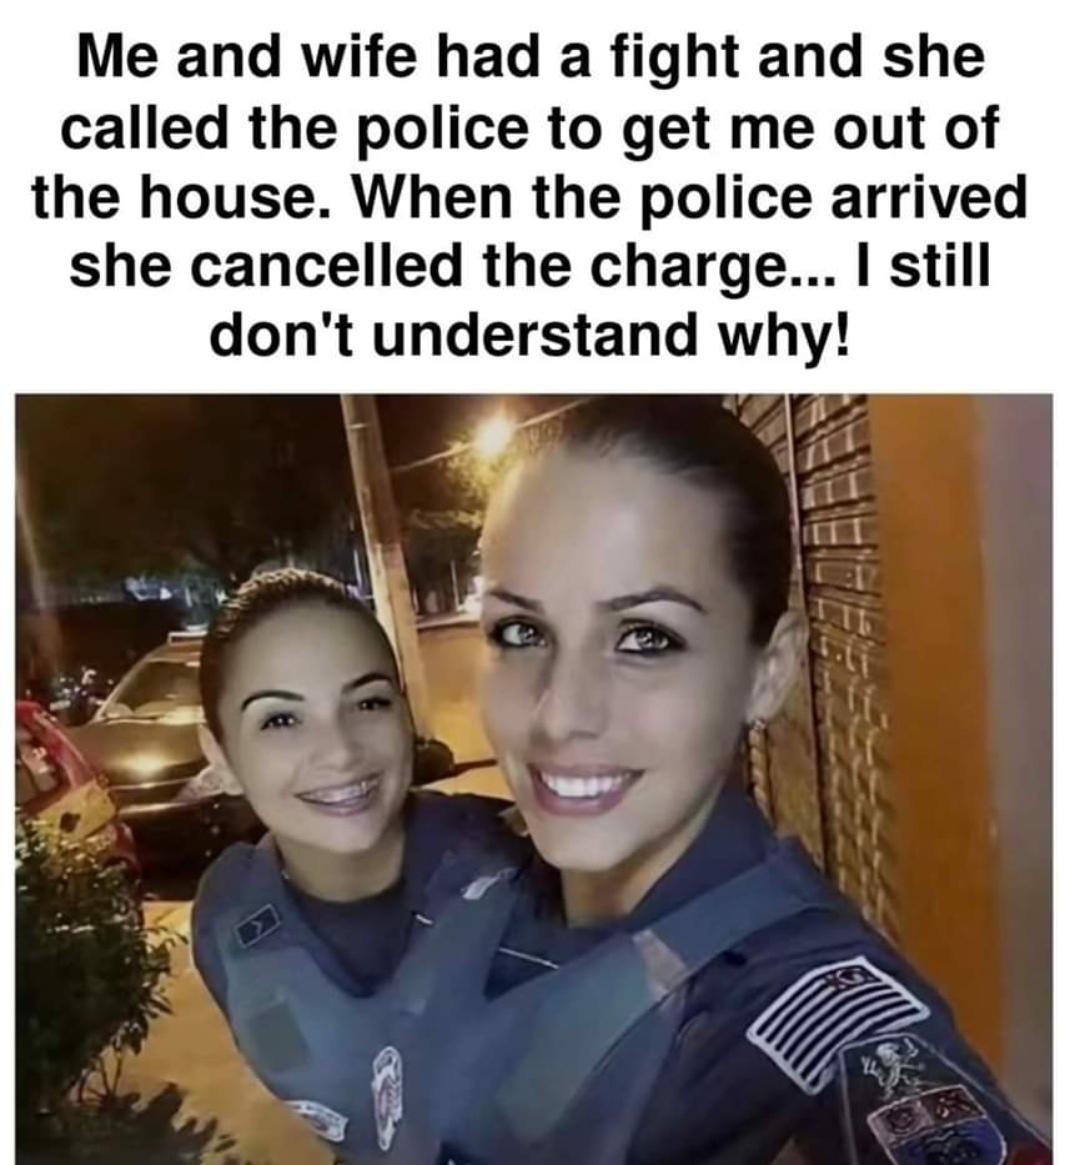 Me and wife had a fight and she
called the police to get me out of
the house. When the police arrived
she cancelled the charge... I still
don't understand why!